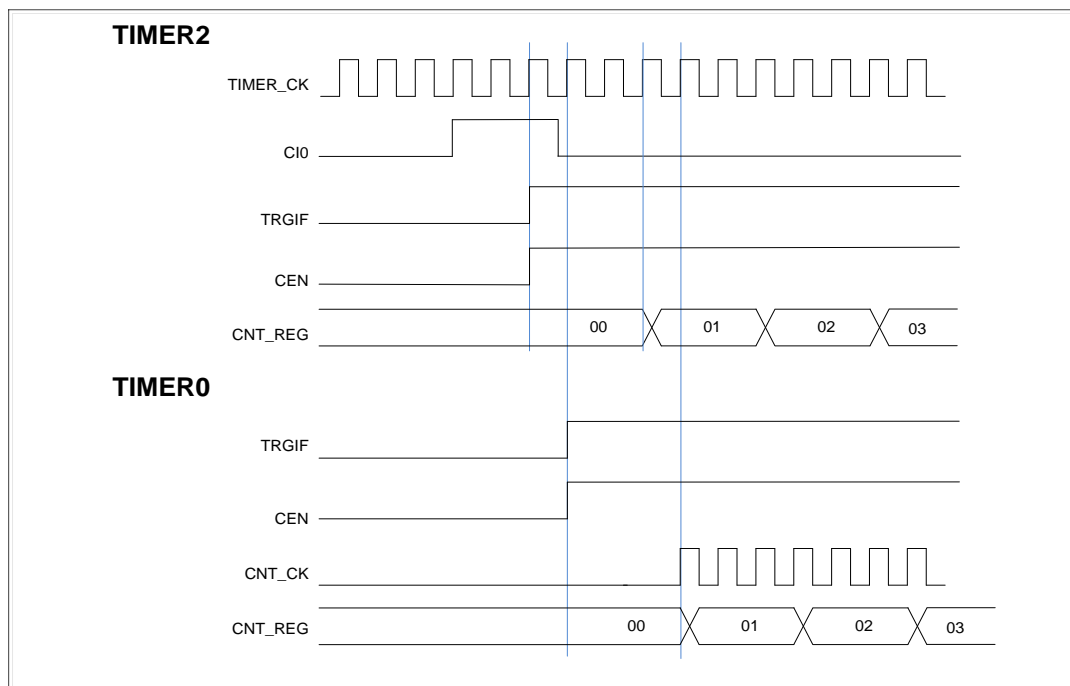 TIMER2
TIMER_CK
CI0
TRGIF
CEN
CNT_REG 00 01 02 03
TIMER0
TRGIF
CEN
CNT_CK
CNT_REG 00 01 02 03